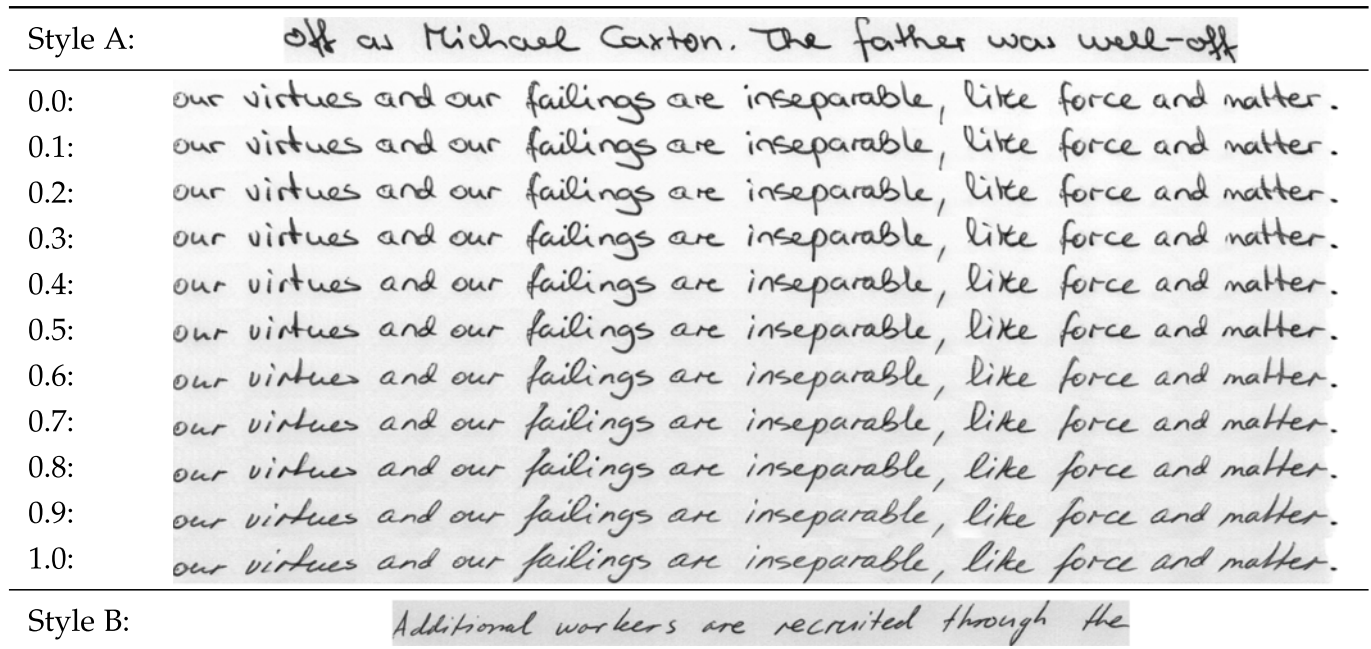 Style A: off as Michael Caxton. The father was well-off
0.0: our virtues and our failings are inseparable, like force and matter.
0.1: our virtues and our failings are inseparable, like force and matter.
0.2: our virtues and our failings are inseparable, like force and matter.
0.3: our virtues and our failings are inseparable, like force and matter.
0.4: our virtues and our failings are inseparable, like force and matter.
0.5: our virtues and our failings are inseparable, like force and matter.
0.6: our virtues and our failings are inseparable, like force and matter.
0.7: our virtues and our failings are inseparable, like force and matter.
0.8: our virtues and our failings are inseparable, like force and matter.
0.9: our virtues and our failings are inseparable, like force and matter.
1.0: our virtues and our failings are inseparable, like force and matter.
Style B: Additional workers are recruited through the